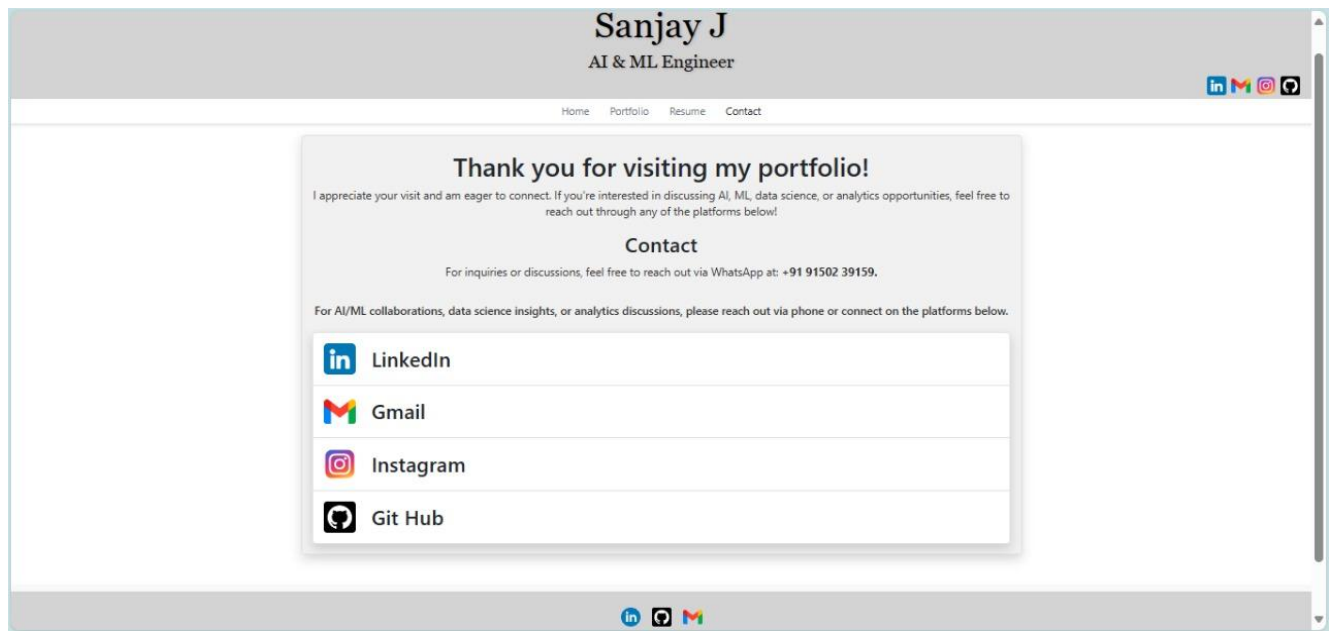 Sanjay J
AI & ML Engineer
in
Home Portfolio Resume Contact
Thank you for visiting my portfolio!
I appreciate your visit and am eager to connect. If you're interested in discussing AI, ML, data science, or analytics opportunities, feel free to
reach out through any of the platforms below!
Contact
For inquiries or discussions, feel free to reach out via WhatsApp at: +91 91502 39159.
For AI/ML collaborations, data science insights, or analytics discussions, please reach out via phone or connect on the platforms below.
in LinkedIn
Gmail
Instagram
Git Hub
in